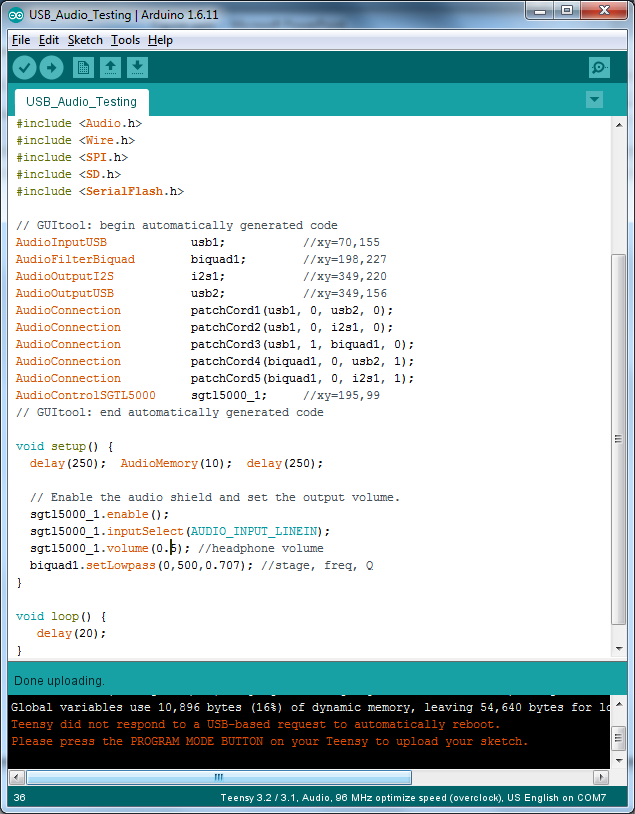 USB_Audio_Testing | Arduino 1.6.11
File Edit Sketch Tools Help
USB_Audio_Testing
#include <Audio.h>
#include <Wire.h>
#include <SPI.h>
#include <SD.h>
#include <SerialFlash.h>
// GUItool: begin automatically generated code
AudioInputUSB usb1; //xy=70,155
AudioFilterBiquad biquad1; //xy=198,227
AudioOutputI2S i2s1; //xy=349,220
AudioOutputUSB usb2; //xy=349,156
AudioConnection patchCord1(usb1, 0, usb2, 0);
AudioConnection patchCord2(usb1, 0, i2s1, 0);
AudioConnection patchCord3(usb1, 1, biquad1, 0);
AudioConnection patchCord4(biquad1, 0, usb2, 1);
AudioConnection patchCord5(biquad1, 0, i2s1, 1);
AudioControlSGTL5000 sgtl5000_1; //xy=195,99
// GUItool: end automatically generated code
void setup() {
delay(250); AudioMemory(10); delay(250);
// Enable the audio shield and set the output volume.
sgtl5000_1.enable();
sgtl5000_1.inputSelect(AUDIO_INPUT_LINEIN);
sgtl5000_1.volume(0.5); //headphone volume
biquad1.setLowpass(0,500,0.707); //stage, freq, Q
}
void loop() {
delay(20);
}
Done uploading.
Global variables use 10,896 bytes (16%) of dynamic memory, leaving 54,640 bytes for lo
Teensy did not respond to a USB-based request to automatically reboot.
Please press the PROGRAM MODE BUTTON on your Teensy to upload your sketch.
36 Teensy 3.2 / 3.1, Audio, 96 MHz optimize speed (overclock), US English on COM7